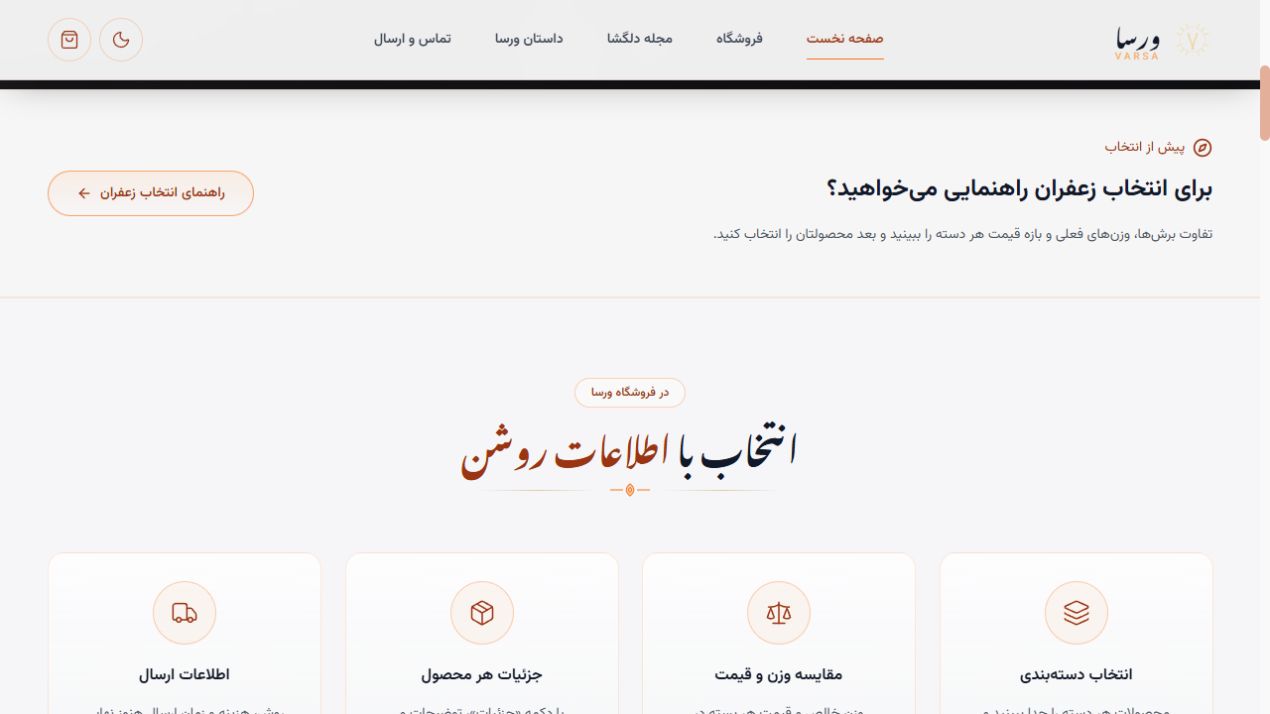 ورسا
VARSA
صفحه نخست
فروشگاه
مجله دلگشا
داستان ورسا
تماس و ارسال
پیش از انتخاب
برای انتخاب زعفران راهنمایی می‌خواهید؟
تفاوت برش‌ها، وزن‌های فعلی و بازه قیمت هر دسته را ببینید و بعد محصولتان را انتخاب کنید.
راهنمای انتخاب زعفران
در فروشگاه ورسا
انتخاب با اطلاعات روشن
انتخاب دسته‌بندی
مقایسه وزن و قیمت
جزئیات هر محصول
اطلاعات ارسال